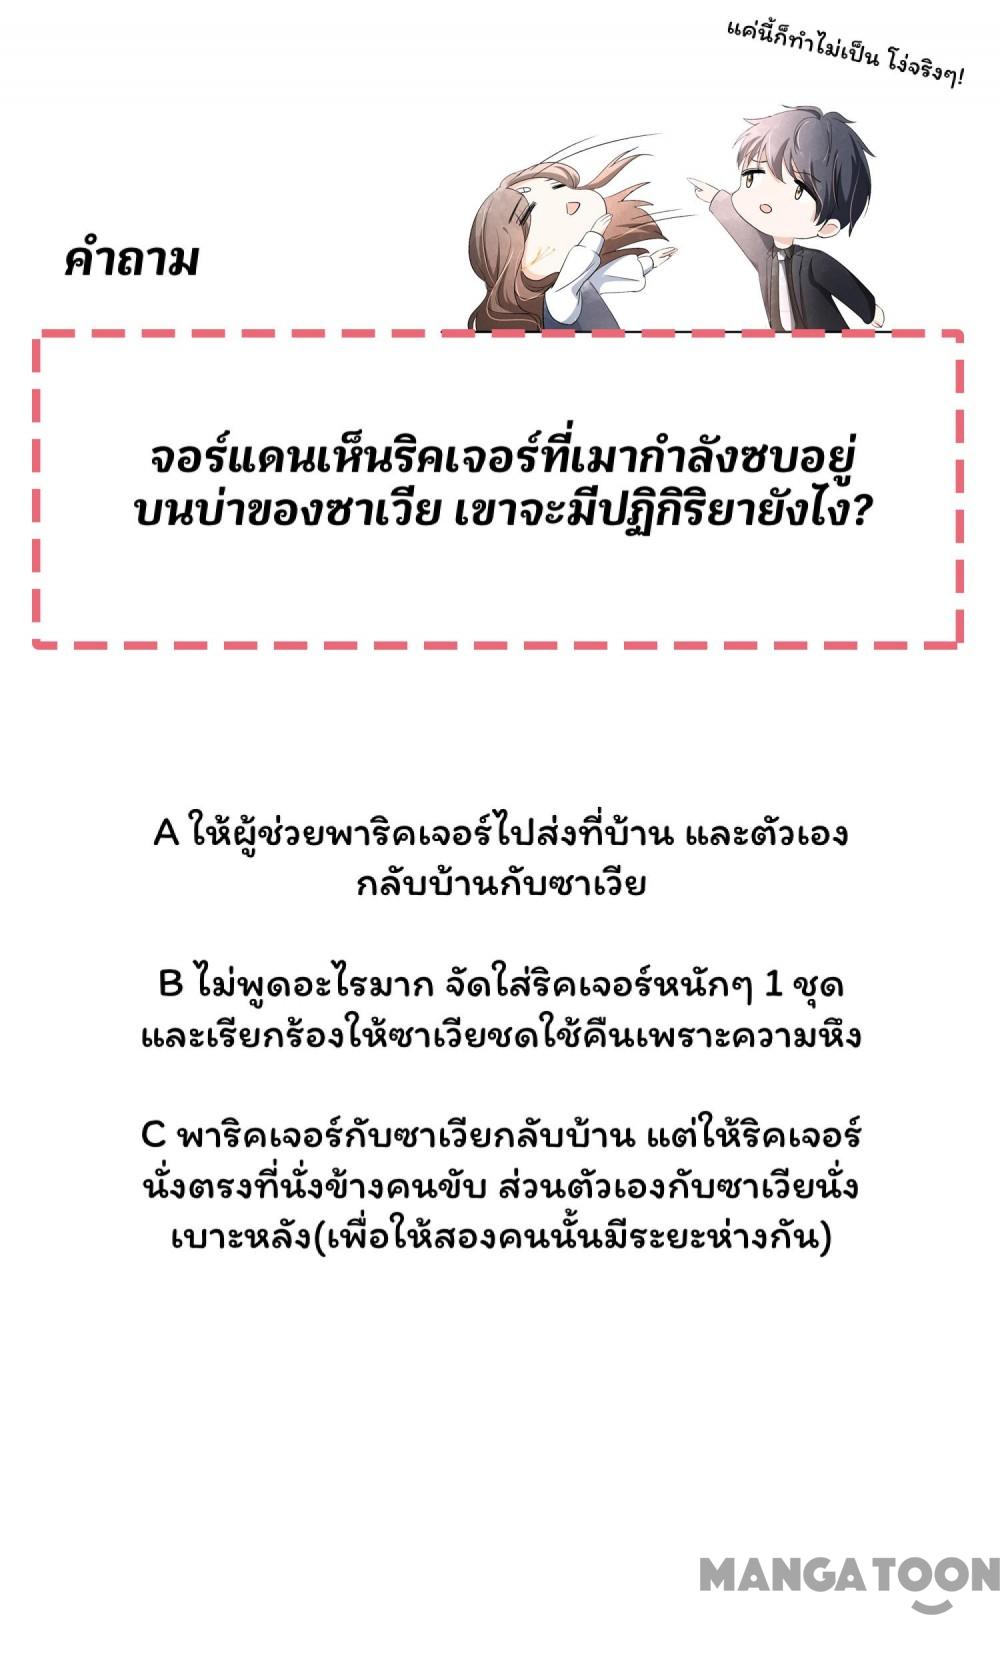 แค่นี้ก็ทำไม่เป็น โง่จริงๆ!
คำถาม
จอร์แดนเห็นริคเจอร์ที่เมากำลังซบอยู่
บนบ่าของซาเวีย เขาจะมีปฏิกิริยายังไง?
A ให้ผู้ช่วยพาริคเจอร์ไปส่งที่บ้าน และตัวเอง
กลับบ้านกับซาเวีย
B ไม่พูดอะไรมาก จัดใส่ริคเจอร์หนักๆ 1 ชุด
และเรียกร้องให้ซาเวียชดใช้คืนเพราะความหึง
C พาริคเจอร์กับซาเวียกลับบ้าน แต่ให้ริคเจอร์
นั่งตรงที่นั่งข้างคนขับ ส่วนตัวเองกับซาเวียนั่ง
เบาะหลัง(เพื่อให้สองคนนั้นมีระยะห่างกัน)
MANGATOON